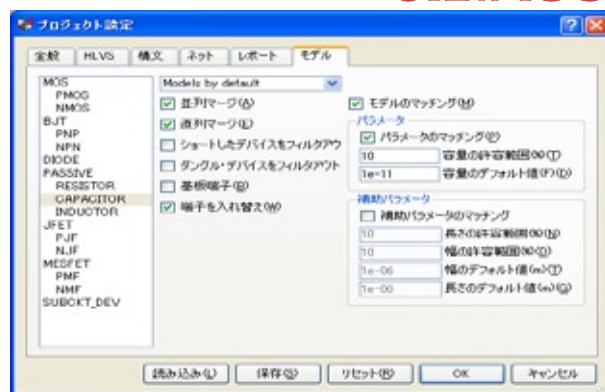 プロジェクト設定
全般 HLVS 構文 ネット レポート モデル
MOS
PMOS
NMOS
BJT
PNP
NPN
DIODE
PASSIVE
RESISTOR
CAPACITOR
INDUCTOR
JFET
PJF
NJF
MESFET
PMF
NMF
SUBCKT_DEV
Models by default
並列マージ(A)
直列マージ(E)
ショートしたデバイスをフィルタアウ
ダングル・デバイスをフィルタアウト
基板端子(B)
端子を入れ替え(W)
モデルのマッチング(M)
パラメータ
パラメータのマッチング(P)
10 容量の許容範囲(%)(T)
1e-11 容量のデフォルト値(F)(D)
補助パラメータ
補助パラメータのマッチング
10 長さの許容範囲(%)(N)
10 幅の許容範囲(%)(O)
1e-06 幅のデフォルト値(m)(T)
1e-06 長さのデフォルト値(m)(G)
読み込み(L) 保存(S) リセット(R) OK キャンセル